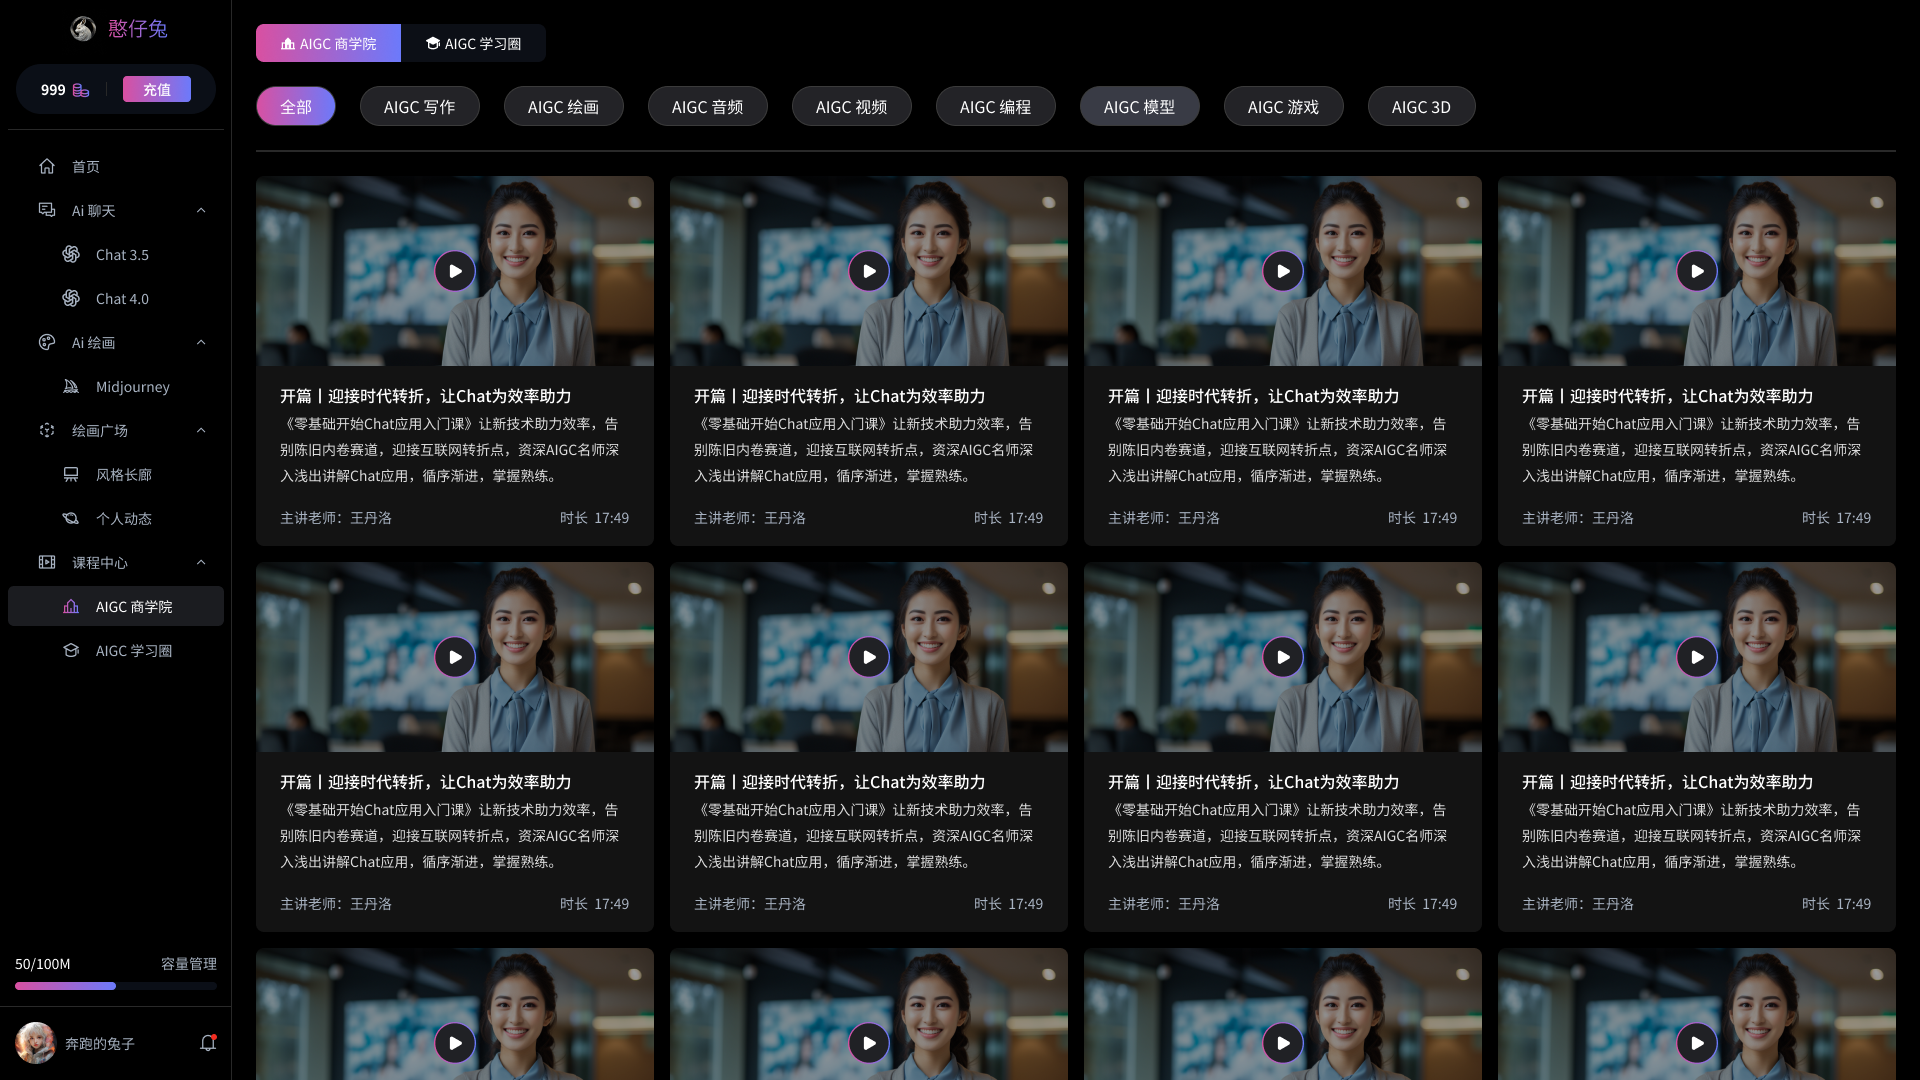 憨仔兔
999
充值
首页
Ai 聊天
Chat 3.5
Chat 4.0
Ai 绘画
Midjourney
绘画广场
风格长廊
个人动态
课程中心
AIGC 商学院
AIGC 学习圈
50/100M 容量管理
奔跑的兔子
AIGC 商学院 AIGC 学习圈
全部 AIGC 写作 AIGC 绘画 AIGC 音频 AIGC 视频 AIGC 编程 AIGC 模型 AIGC 游戏 AIGC 3D
开篇丨迎接时代转折，让Chat为效率助力
《零基础开始Chat应用入门课》让新技术助力效率，告
别陈旧内卷赛道，迎接互联网转折点，资深AIGC名师深
入浅出讲解Chat应用，循序渐进，掌握熟练。
主讲老师：王丹洛 时长 17:49
开篇丨迎接时代转折，让Chat为效率助力
《零基础开始Chat应用入门课》让新技术助力效率，告
别陈旧内卷赛道，迎接互联网转折点，资深AIGC名师深
入浅出讲解Chat应用，循序渐进，掌握熟练。
主讲老师：王丹洛 时长 17:49
开篇丨迎接时代转折，让Chat为效率助力
《零基础开始Chat应用入门课》让新技术助力效率，告
别陈旧内卷赛道，迎接互联网转折点，资深AIGC名师深
入浅出讲解Chat应用，循序渐进，掌握熟练。
主讲老师：王丹洛 时长 17:49
开篇丨迎接时代转折，让Chat为效率助力
《零基础开始Chat应用入门课》让新技术助力效率，告
别陈旧内卷赛道，迎接互联网转折点，资深AIGC名师深
入浅出讲解Chat应用，循序渐进，掌握熟练。
主讲老师：王丹洛 时长 17:49
开篇丨迎接时代转折，让Chat为效率助力
《零基础开始Chat应用入门课》让新技术助力效率，告
别陈旧内卷赛道，迎接互联网转折点，资深AIGC名师深
入浅出讲解Chat应用，循序渐进，掌握熟练。
主讲老师：王丹洛 时长 17:49
开篇丨迎接时代转折，让Chat为效率助力
《零基础开始Chat应用入门课》让新技术助力效率，告
别陈旧内卷赛道，迎接互联网转折点，资深AIGC名师深
入浅出讲解Chat应用，循序渐进，掌握熟练。
主讲老师：王丹洛 时长 17:49
开篇丨迎接时代转折，让Chat为效率助力
《零基础开始Chat应用入门课》让新技术助力效率，告
别陈旧内卷赛道，迎接互联网转折点，资深AIGC名师深
入浅出讲解Chat应用，循序渐进，掌握熟练。
主讲老师：王丹洛 时长 17:49
开篇丨迎接时代转折，让Chat为效率助力
《零基础开始Chat应用入门课》让新技术助力效率，告
别陈旧内卷赛道，迎接互联网转折点，资深AIGC名师深
入浅出讲解Chat应用，循序渐进，掌握熟练。
主讲老师：王丹洛 时长 17:49